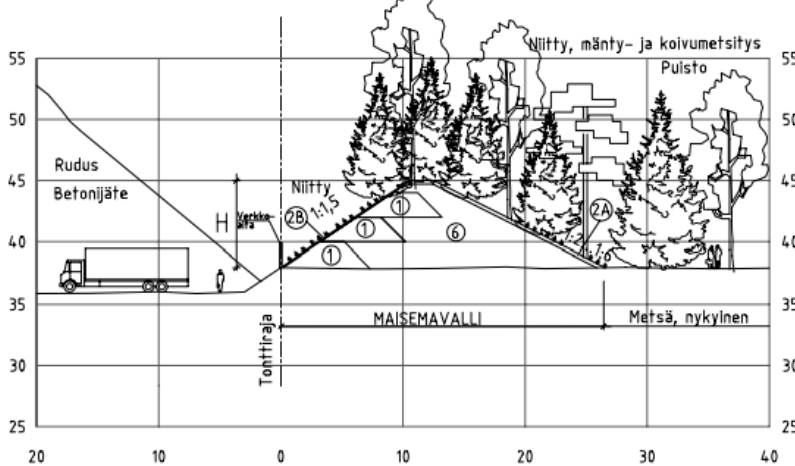 Niitty, mänty- ja koivumetsitys
Puisto
55
55
50
50
Rudus
Betonijäte
45
45
Niitty
1:1,5
H
Verkko-
aita
2B
1
1
1
6
2A
40
40
35
35
MAISEMAVALLI
Metsä, nykyinen
Tonttiraja
30
30
25
25
20
10
0
10
20
30
40